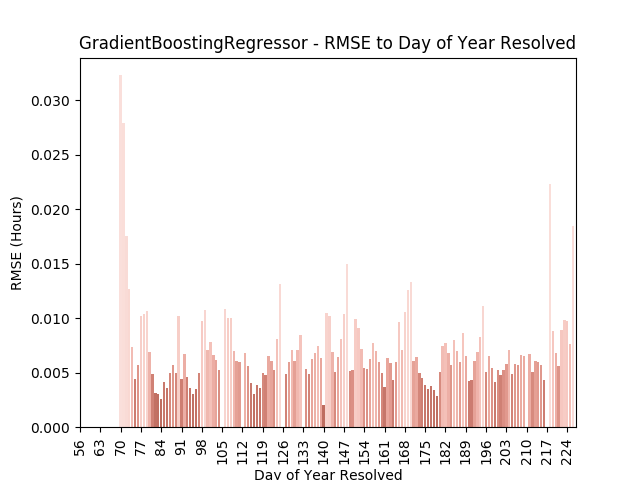 GradientBoostingRegressor - RMSE to Day of Year Resolved
RMSE (Hours)
0.030
0.025
0.020
0.015
0.010
0.005
0.000
56 63 70 77 84 91 98 105 112 119 126 133 140 147 154 161 168 175 182 189 196 203 210 217 224
Day of Year Resolved